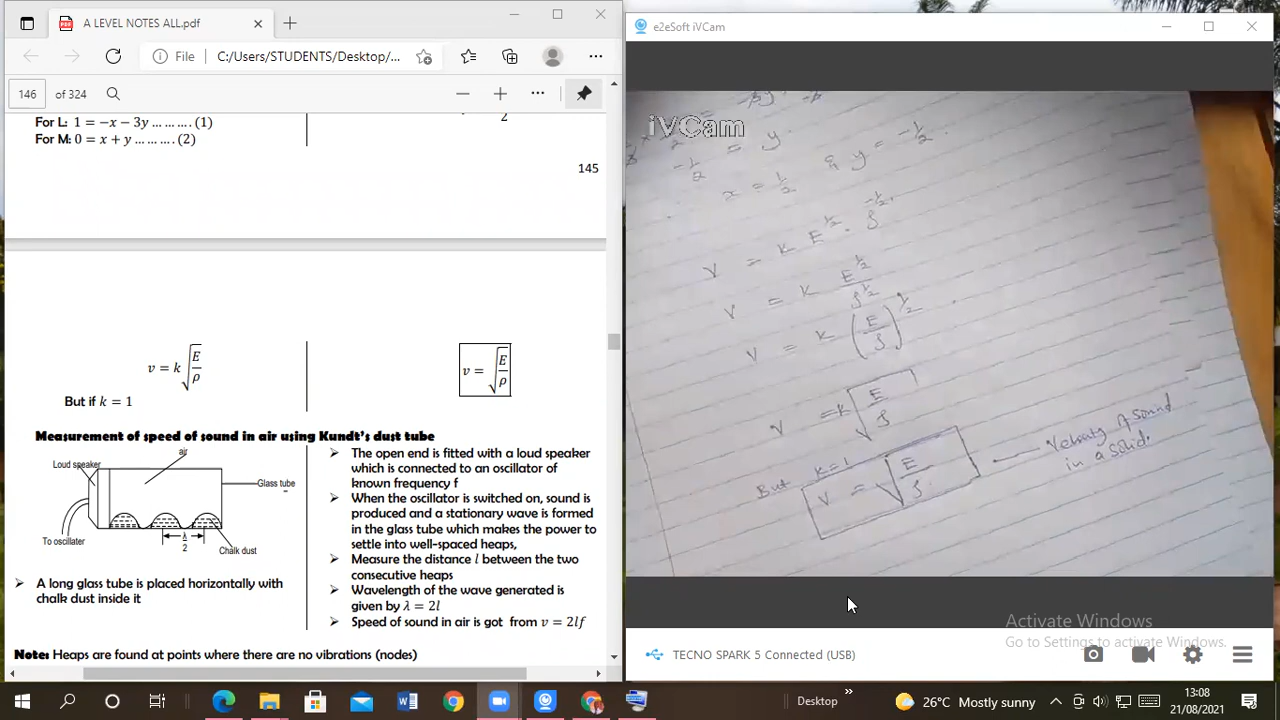 A LEVEL NOTES ALL.pdf
File
C:/Users/STUDENTS/Desktop/...
146 of 324
For L: 1 = −x − 3y ... ... ... . (1)
For M: 0 = x + y ... ... ... . (2)
2
145
v = k√(E/ρ)
But if k = 1
v = √(E/ρ)
Measurement of speed of sound in air using Kundt's dust tube
air
Loud speaker
Glass tube
To oscillater
λ/2
Chalk dust
➢ A long glass tube is placed horizontally with
chalk dust inside it
➢ The open end is fitted with a loud speaker
which is connected to an oscillator of
known frequency f
➢ When the oscillator is switched on, sound is
produced and a stationary wave is formed
in the glass tube which makes the power to
settle into well-spaced heaps,
➢ Measure the distance l between the two
consecutive heaps
➢ Wavelength of the wave generated is
given by λ = 2l
➢ Speed of sound in air is got from v = 2lf
Note: Heaps are found at points where there are no vibrations (nodes)
e2eSoft iVCam
iVCam
-1/2 = y
x = 1/2 & y = -1/2
V = K E^1/2 · ρ^-1/2
V = K E^1/2 / ρ^1/2
V = K (E/ρ)^1/2
V = K√(E/ρ)
But K=1
V = √(E/ρ)
Velocity of sound
in a solid.
Activate Windows
Go to Settings to activate Windows.
TECNO SPARK 5 Connected (USB)
Desktop
26°C Mostly sunny
13:08
21/08/2021